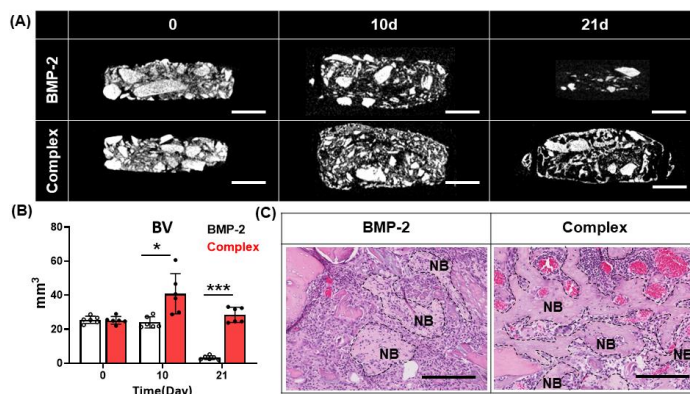 (A)
0 10d 21d
BMP-2
Complex
(B)
BV
BMP-2
Complex
*
***
mm3
80
60
40
20
0
0 10 21
Time(Day)
(C)
BMP-2 Complex
NB
NB
NB
NB
NB
NB
NB
NB